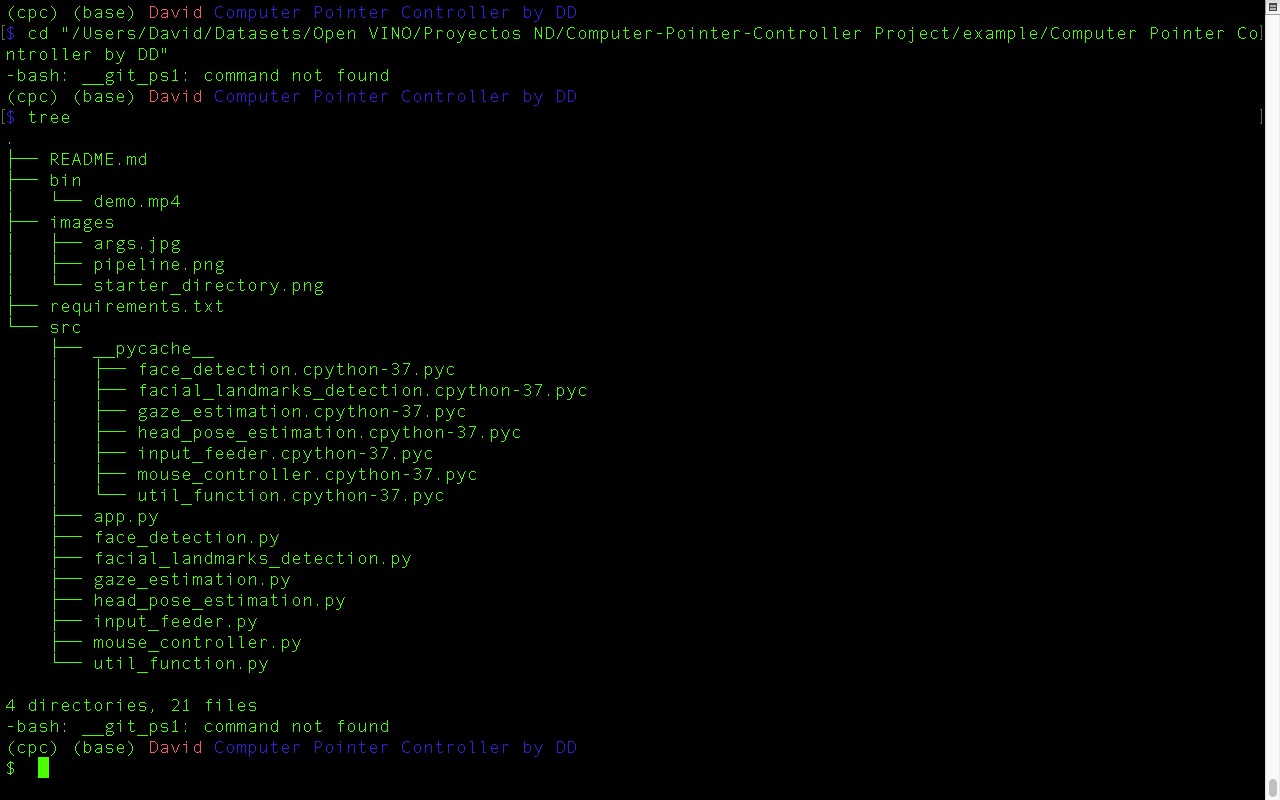 (cpc) (base) David Computer Pointer Controller by DD
[$ cd "/Users/David/Datasets/Open VINO/Proyectos ND/Computer-Pointer-Controller Project/example/Computer Pointer Co]
ntroller by DD"
-bash: __git_ps1: command not found
(cpc) (base) David Computer Pointer Controller by DD
[$ tree ]
.
├── README.md
├── bin
│   └── demo.mp4
├── images
│   ├── args.jpg
│   ├── pipeline.png
│   └── starter_directory.png
├── requirements.txt
└── src
    ├── __pycache__
    │   ├── face_detection.cpython-37.pyc
    │   ├── facial_landmarks_detection.cpython-37.pyc
    │   ├── gaze_estimation.cpython-37.pyc
    │   ├── head_pose_estimation.cpython-37.pyc
    │   ├── input_feeder.cpython-37.pyc
    │   ├── mouse_controller.cpython-37.pyc
    │   └── util_function.cpython-37.pyc
    ├── app.py
    ├── face_detection.py
    ├── facial_landmarks_detection.py
    ├── gaze_estimation.py
    ├── head_pose_estimation.py
    ├── input_feeder.py
    ├── mouse_controller.py
    └── util_function.py
4 directories, 21 files
-bash: __git_ps1: command not found
(cpc) (base) David Computer Pointer Controller by DD
$